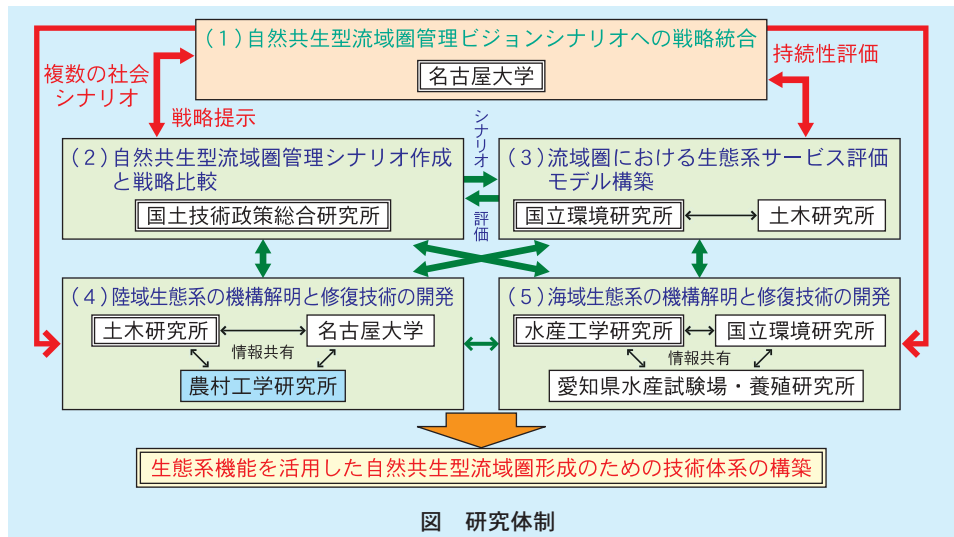 (1)自然共生型流域圏管理ビジョンシナリオへの戦略統合
名古屋大学
複数の社会
シナリオ
戦略提示
持続性評価
(2)自然共生型流域圏管理シナリオ作成
と戦略比較
国土技術政策総合研究所
シナリオ
評価
(3)流域圏における生態系サービス評価
モデル構築
国立環境研究所
土木研究所
(4)陸域生態系の機構解明と修復技術の開発
土木研究所
名古屋大学
情報共有
農村工学研究所
(5)海域生態系の機構解明と修復技術の開発
水産工学研究所
国立環境研究所
情報共有
愛知県水産試験場・養殖研究所
生態系機能を活用した自然共生型流域圏形成のための技術体系の構築
図 研究体制